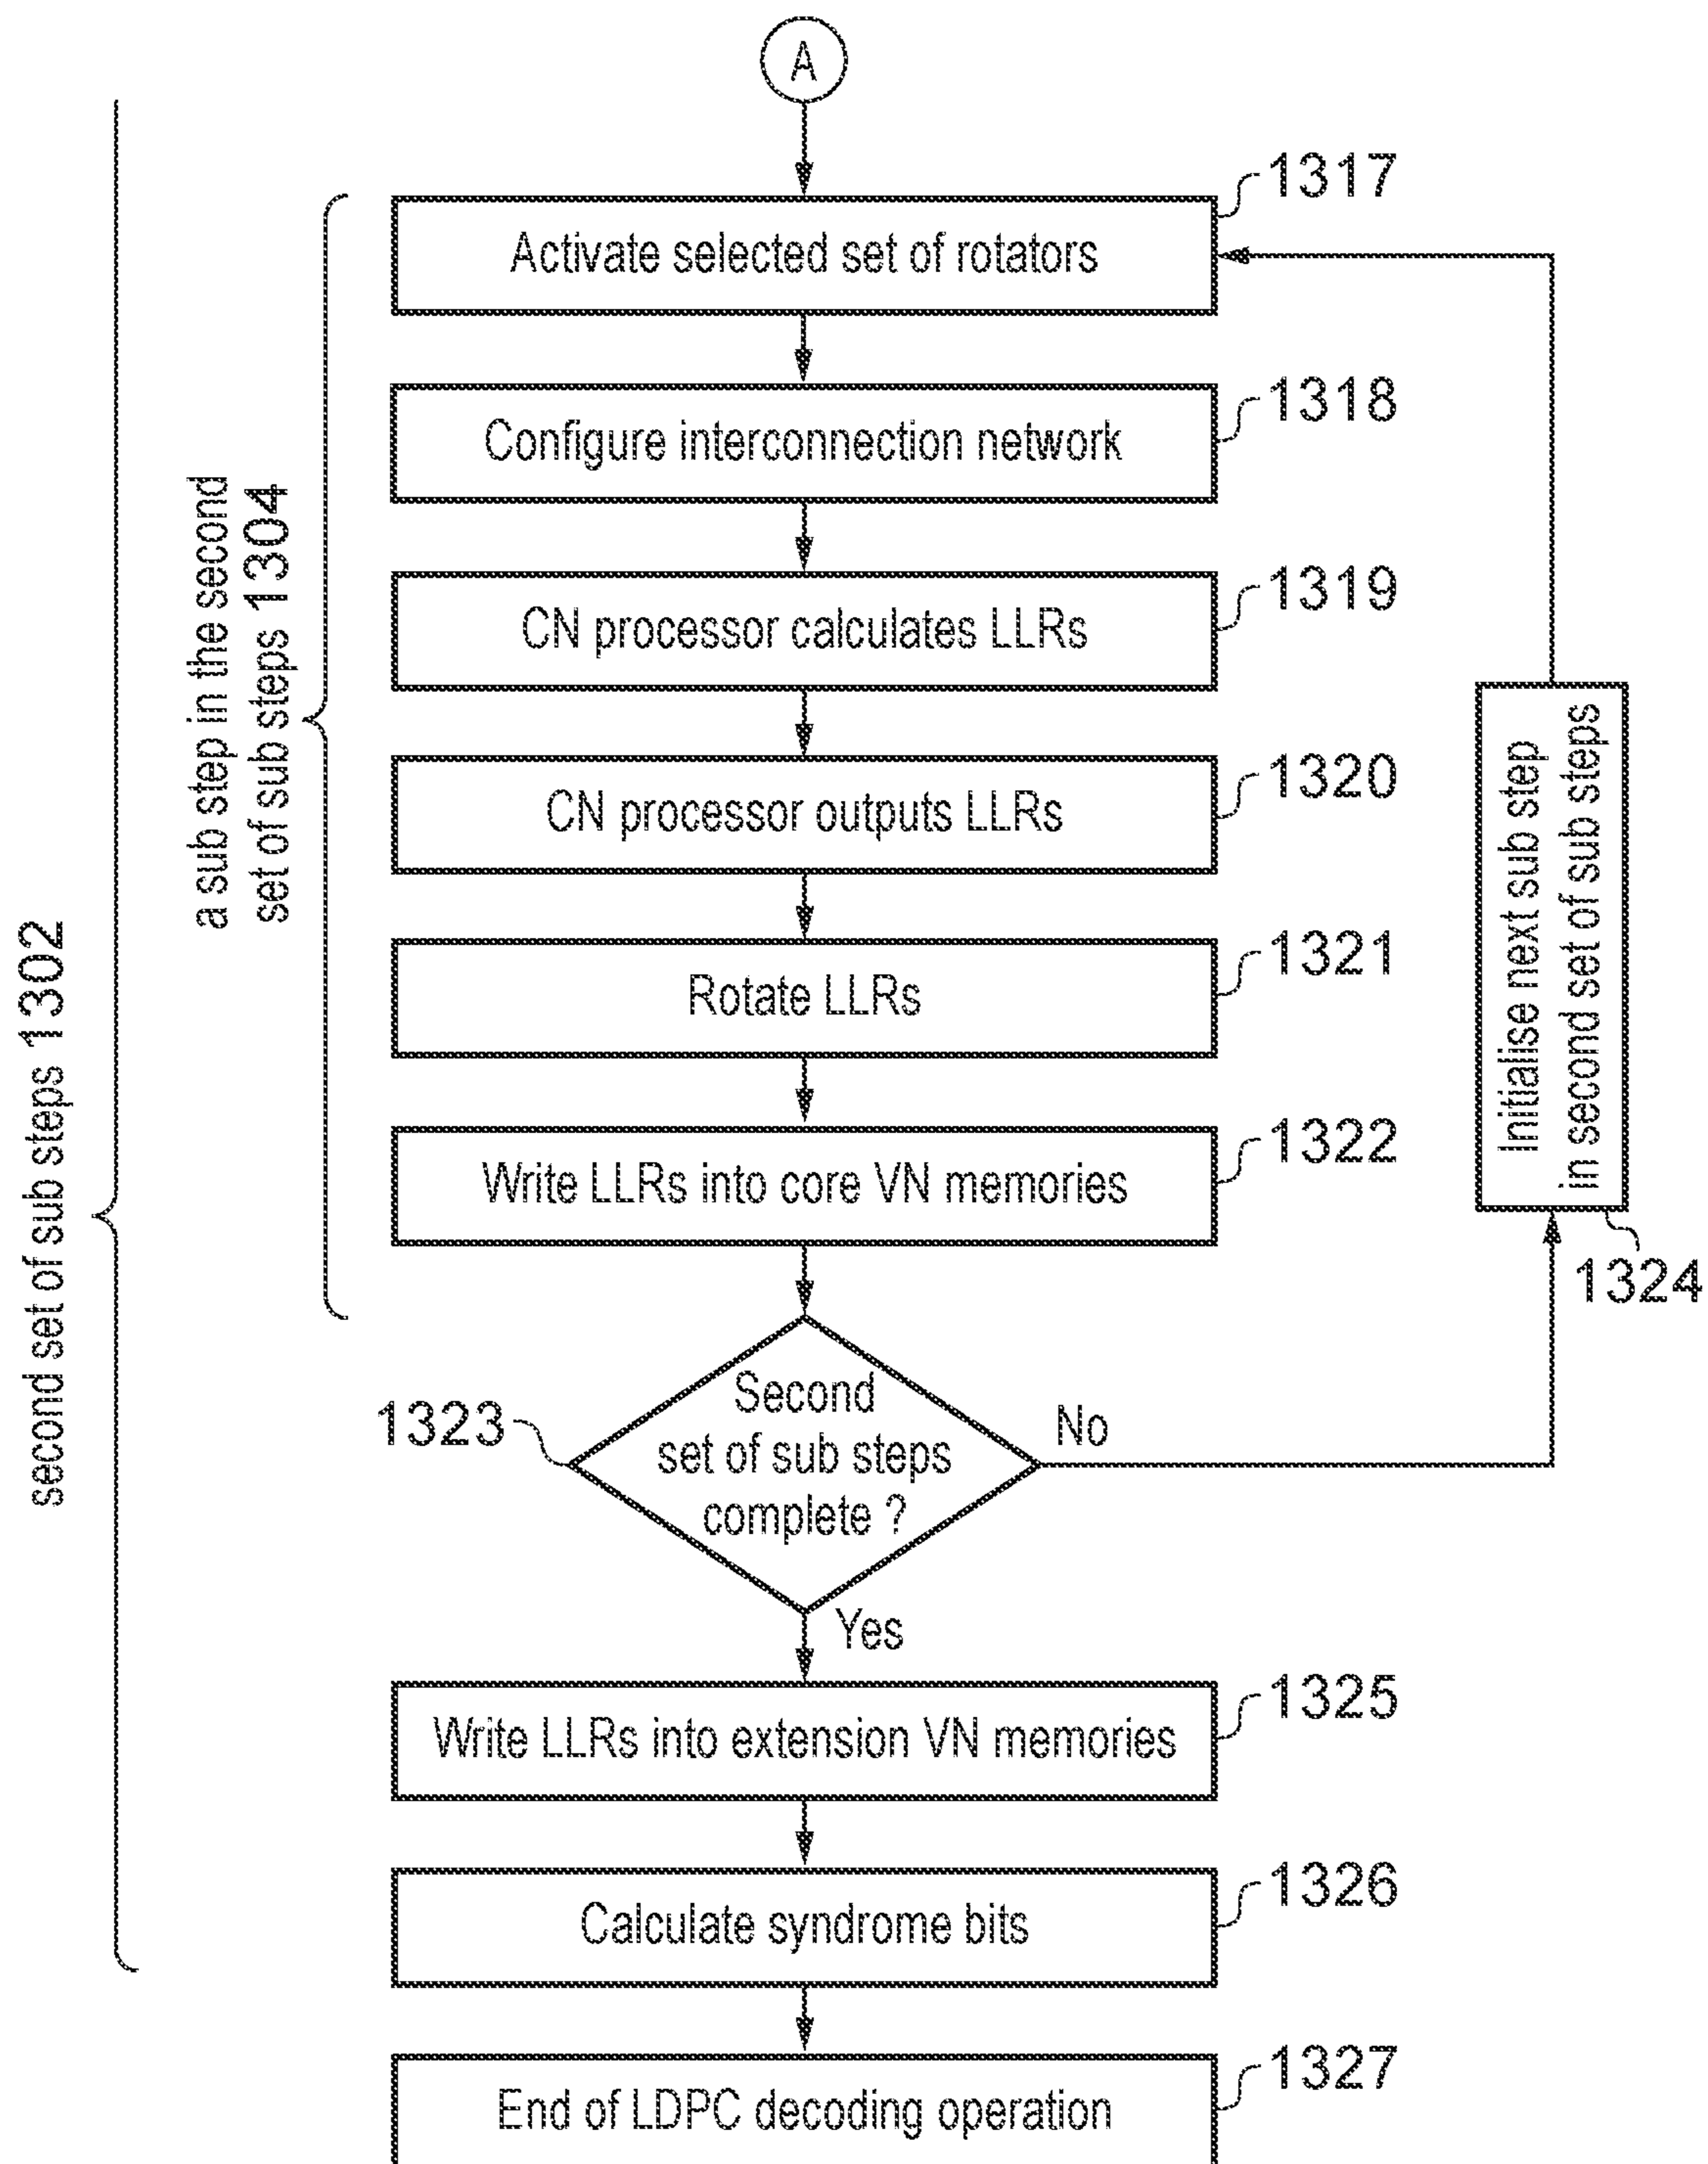 A
1317
Activate selected set of rotators
1318
Configure interconnection network
1319
CN processor calculates LLRs
1320
CN processor outputs LLRs
1321
Rotate LLRs
1322
Write LLRs into core VN memories
a sub step in the second
set of sub steps 1304
second set of sub steps 1302
1323
Second
set of sub steps
complete ?
No
Initialise next sub step
in second set of sub steps
1324
Yes
1325
Write LLRs into extension VN memories
1326
Calculate syndrome bits
1327
End of LDPC decoding operation